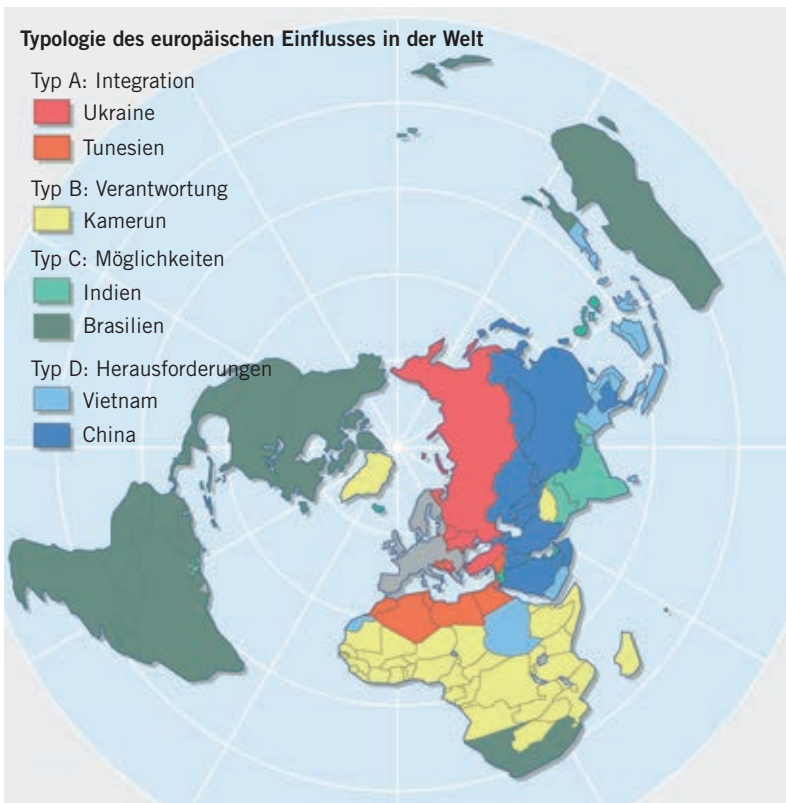 Typologie des europäischen Einflusses in der Welt
Typ A: Integration
Ukraine
Tunesien
Typ B: Verantwortung
Kamerun
Typ C: Möglichkeiten
Indien
Brasilien
Typ D: Herausforderungen
Vietnam
China